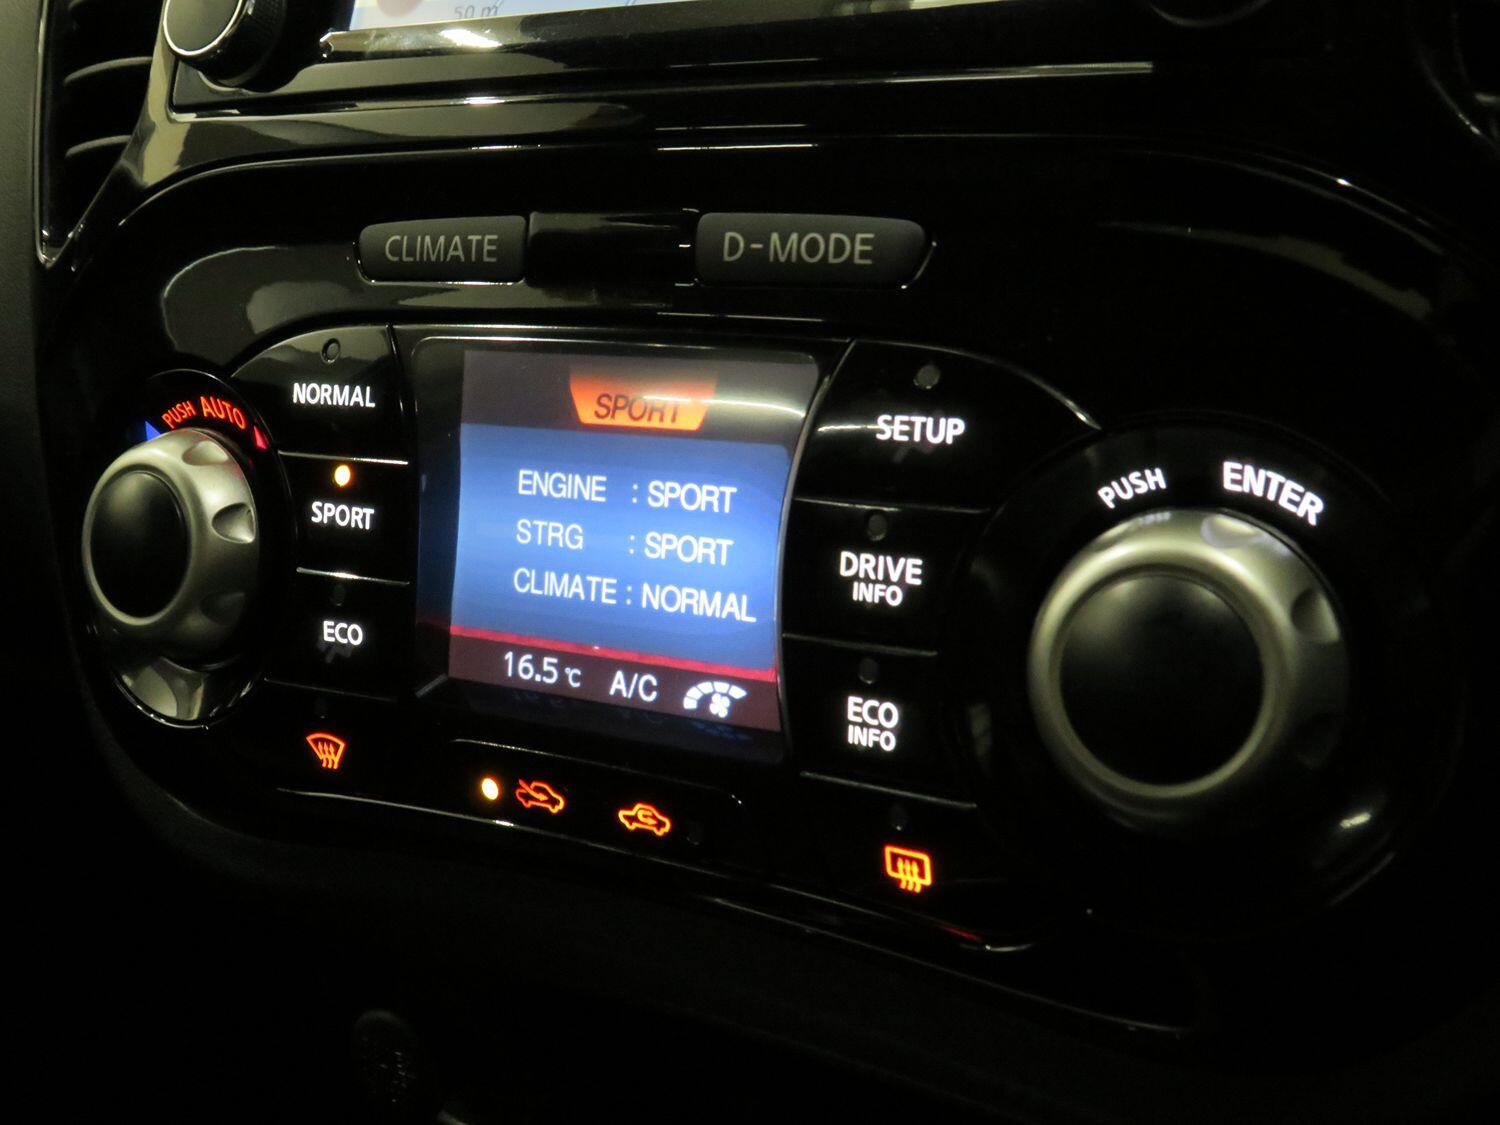 50 m
CLIMATE
D-MODE
PUSH AUTO
NORMAL
SPORT
ECO
SPORT
ENGINE : SPORT
STRG : SPORT
CLIMATE : NORMAL
16.5 °C A/C
SETUP
DRIVE
INFO
ECO
INFO
PUSH ENTER